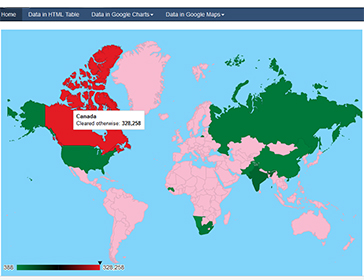 Home Data in HTML Table Data in Google Charts Data in Google Maps
Canada
Cleared otherwise: 328,258
388 328,258